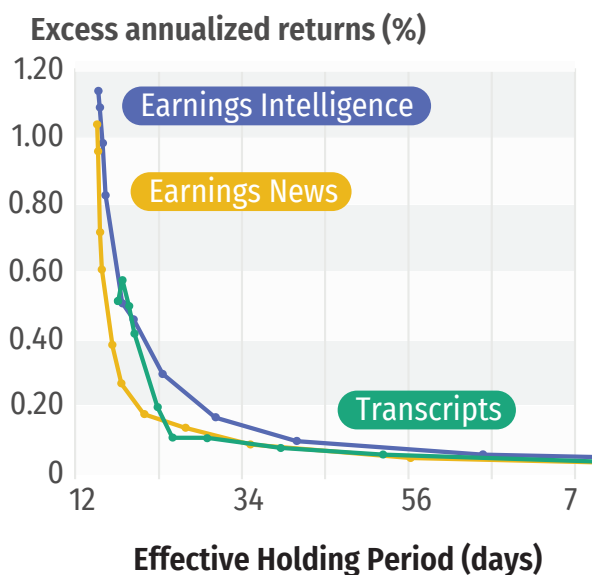 Excess annualized returns (%)
1.20
Earnings Intelligence
1.00
Earnings News
0.80
0.60
0.40
0.20
Transcripts
0
12 34 56 7
Effective Holding Period (days)